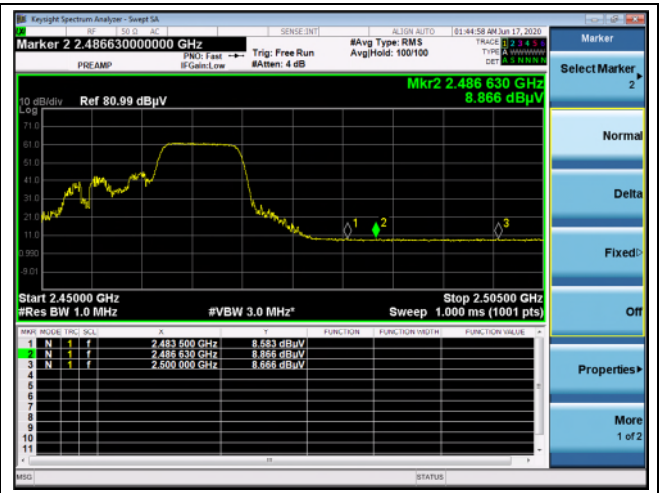 Keysight Spectrum Analyzer - Swept SA
RF 50 Ω AC SENSE:INT ALIGN AUTO 01:44:58 AM Jun 17, 2020
Marker 2 2.486630000000 GHz
PREAMP
PNO: Fast
IFGain:Low
Trig: Free Run
#Atten: 4 dB
#Avg Type: RMS
Avg|Hold: 100/100
TRACE 1 2 3 4 5 6
TYPE A WWWWW
DET A S N N N N
Mkr2 2.486 630 GHz
8.866 dBµV
10 dB/div Ref 80.99 dBµV
Log
71.0
61.0
51.0
41.0
31.0
21.0
11.0
0.990
-9.01
1
2
3
Start 2.45000 GHz Stop 2.50500 GHz
#Res BW 1.0 MHz #VBW 3.0 MHz* Sweep 1.000 ms (1001 pts)
MKR MODE TRC SCL X Y FUNCTION FUNCTION WIDTH FUNCTION VALUE
1 N 1 f 2.483 500 GHz 8.583 dBµV
2 N 1 f 2.486 630 GHz 8.866 dBµV
3 N 1 f 2.500 000 GHz 8.666 dBµV
4
5
6
7
8
9
10
11
MSG STATUS
Marker
Select Marker
2
Normal
Delta
Fixed
Off
Properties
More
1 of 2